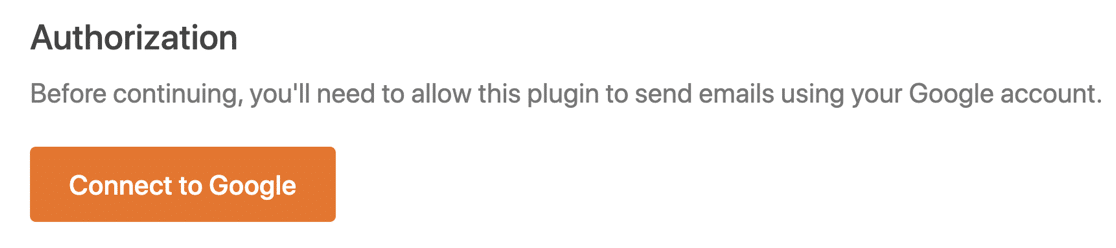 Authorization
Before continuing, you'll need to allow this plugin to send emails using your Google account.
Connect to Google